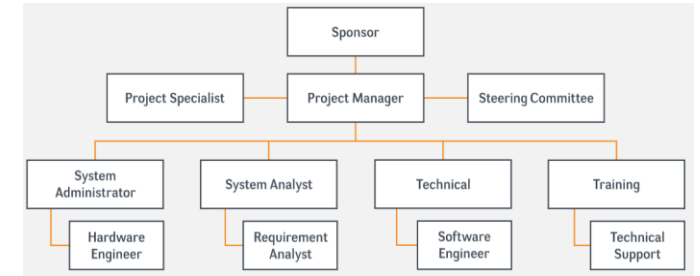 Sponsor
Project Specialist
Project Manager
Steering Committee
System
Administrator
System Analyst
Technical
Training
Hardware
Engineer
Requirement
Analyst
Software
Engineer
Technical
Support